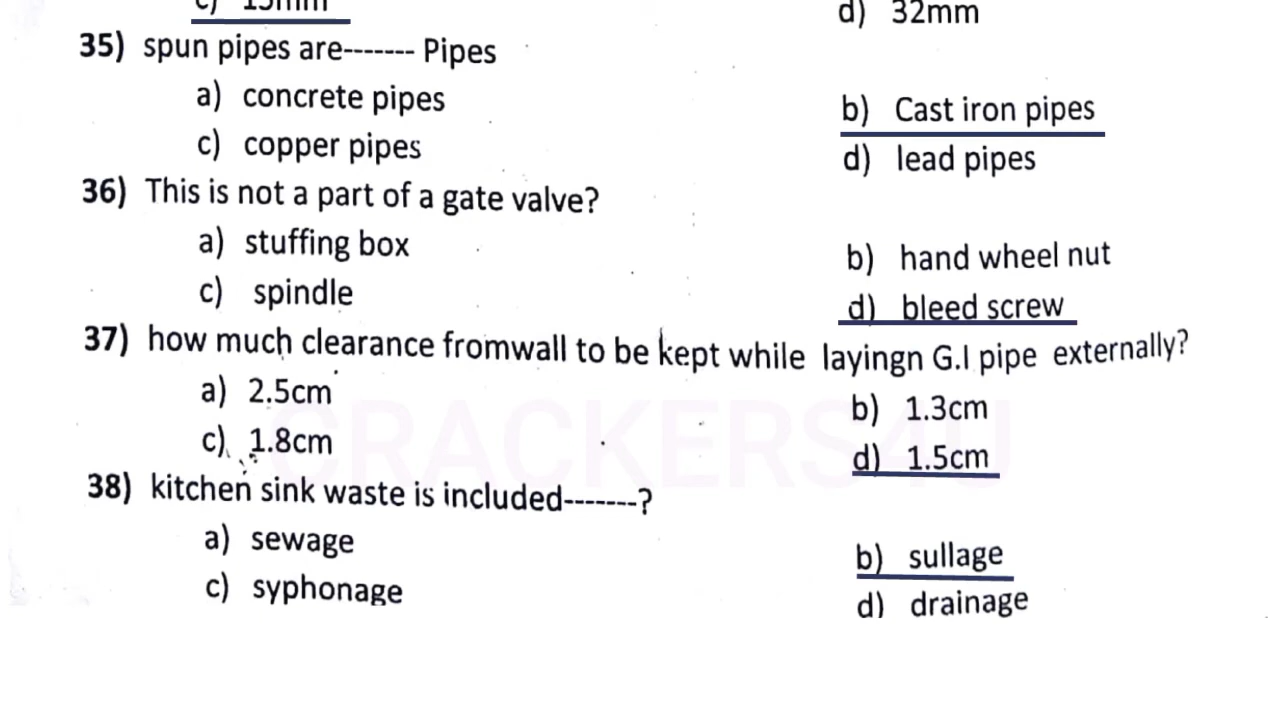 c) 15mm
d) 32mm
35) spun pipes are------- Pipes
a) concrete pipes
b) Cast iron pipes
c) copper pipes
d) lead pipes
36) This is not a part of a gate valve?
a) stuffing box
b) hand wheel nut
c) spindle
d) bleed screw
37) how much clearance fromwall to be kept while layingn G.I pipe externally?
a) 2.5cm
b) 1.3cm
c) 1.8cm
d) 1.5cm
CRACKERS4U
38) kitchen sink waste is included-------?
a) sewage
b) sullage
c) syphonage
d) drainage